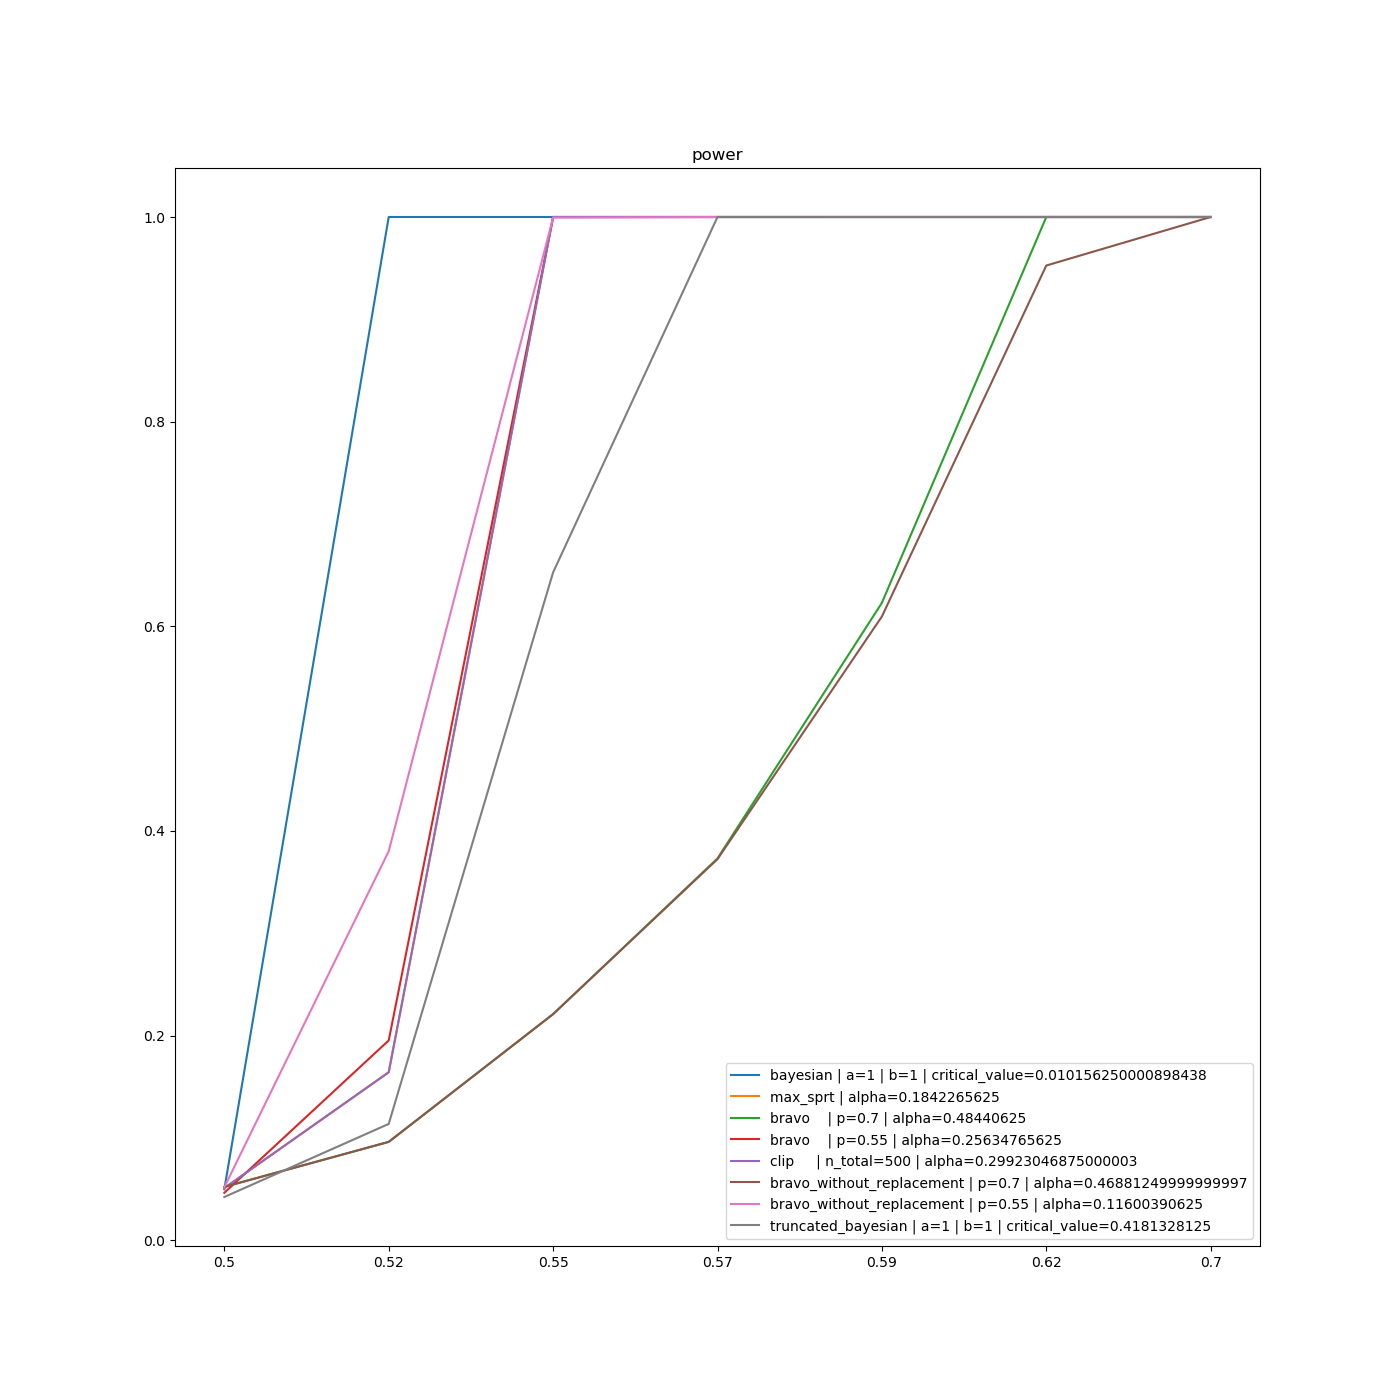 power
1.0
0.8
0.6
0.4
0.2
0.0
0.5 0.52 0.55 0.57 0.59 0.62 0.7
bayesian | a=1 | b=1 | critical_value=0.010156250000898438
max_sprt | alpha=0.1842265625
bravo    | p=0.7 | alpha=0.48440625
bravo    | p=0.55 | alpha=0.25634765625
clip     | n_total=500 | alpha=0.29923046875000003
bravo_without_replacement | p=0.7 | alpha=0.46881249999999997
bravo_without_replacement | p=0.55 | alpha=0.11600390625
truncated_bayesian | a=1 | b=1 | critical_value=0.4181328125